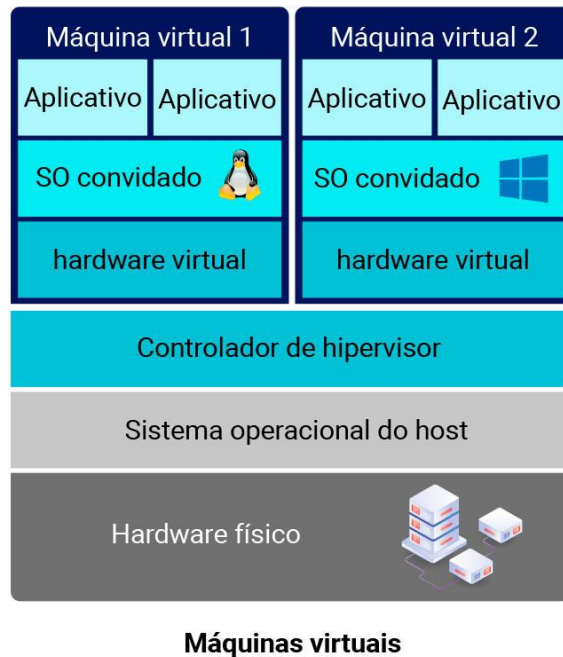 Máquina virtual 1
Máquina virtual 2
Aplicativo
Aplicativo
Aplicativo
Aplicativo
SO convidado
SO convidado
hardware virtual
hardware virtual
Controlador de hipervisor
Sistema operacional do host
Hardware físico
Máquinas virtuais